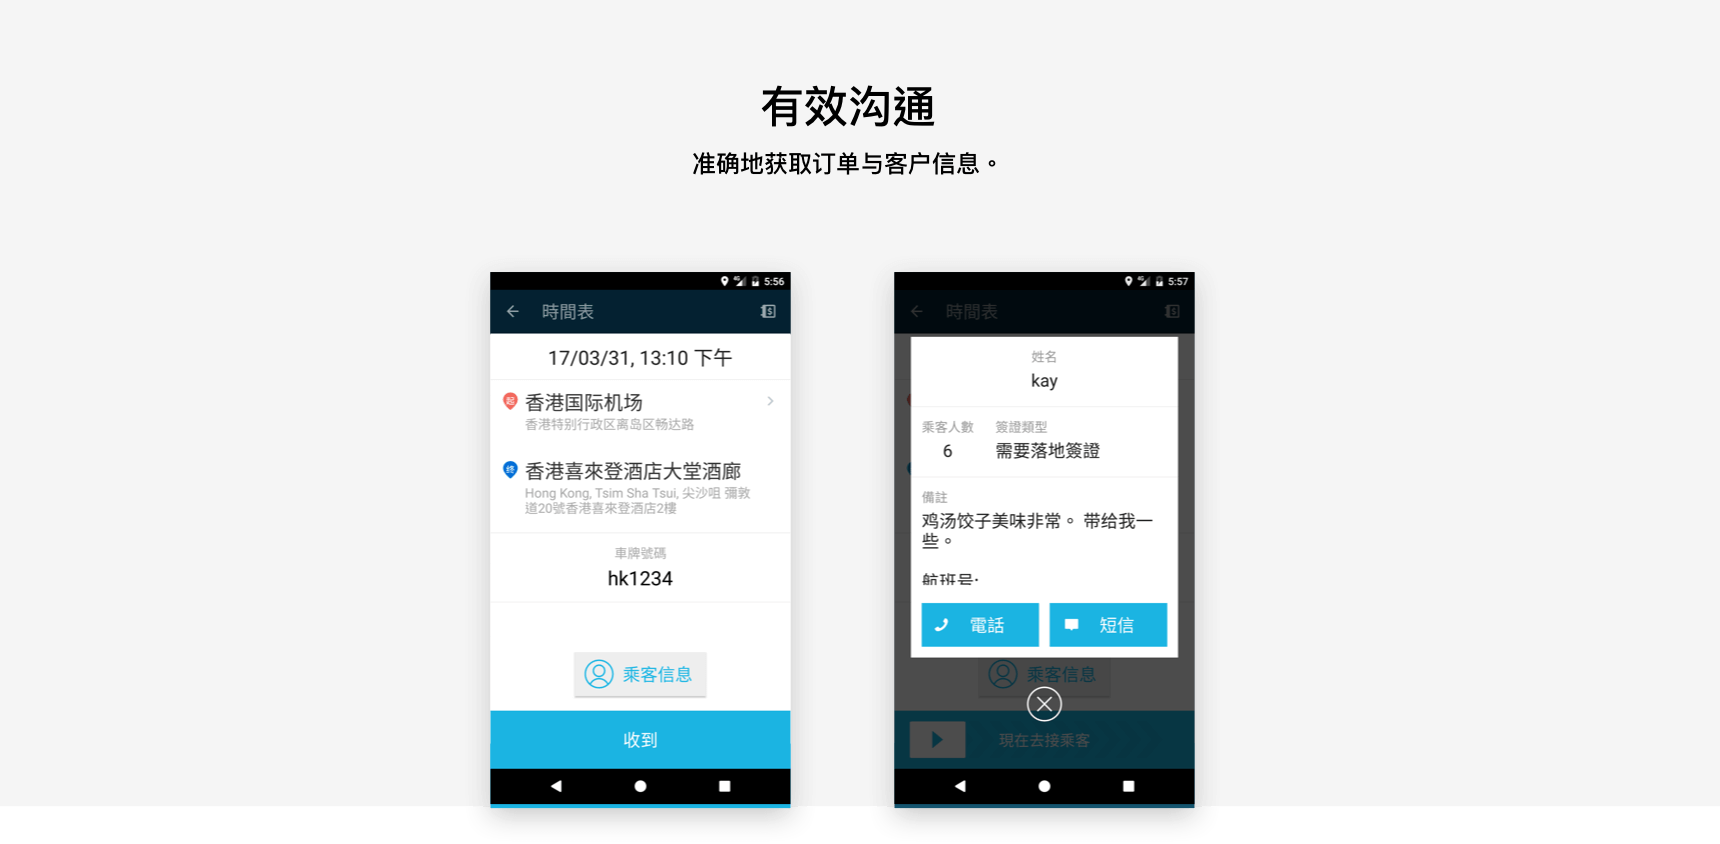 有效沟通
准确地获取订单与客户信息。
5:56
時間表
17/03/31, 13:10 下午
起
香港国际机场
香港特别行政区离岛区畅达路
终
香港喜來登酒店大堂酒廊
Hong Kong, Tsim Sha Tsui, 尖沙咀 彌敦
道20號香港喜來登酒店2樓
車牌號碼
hk1234
乘客信息
收到
5:57
時間表
姓名
kay
乘客人數 簽證類型
6 需要落地簽證
備註
鸡汤饺子美味非常。 带给我一
些。
航班号:
電話 短信
乘客信息
現在去接乘客